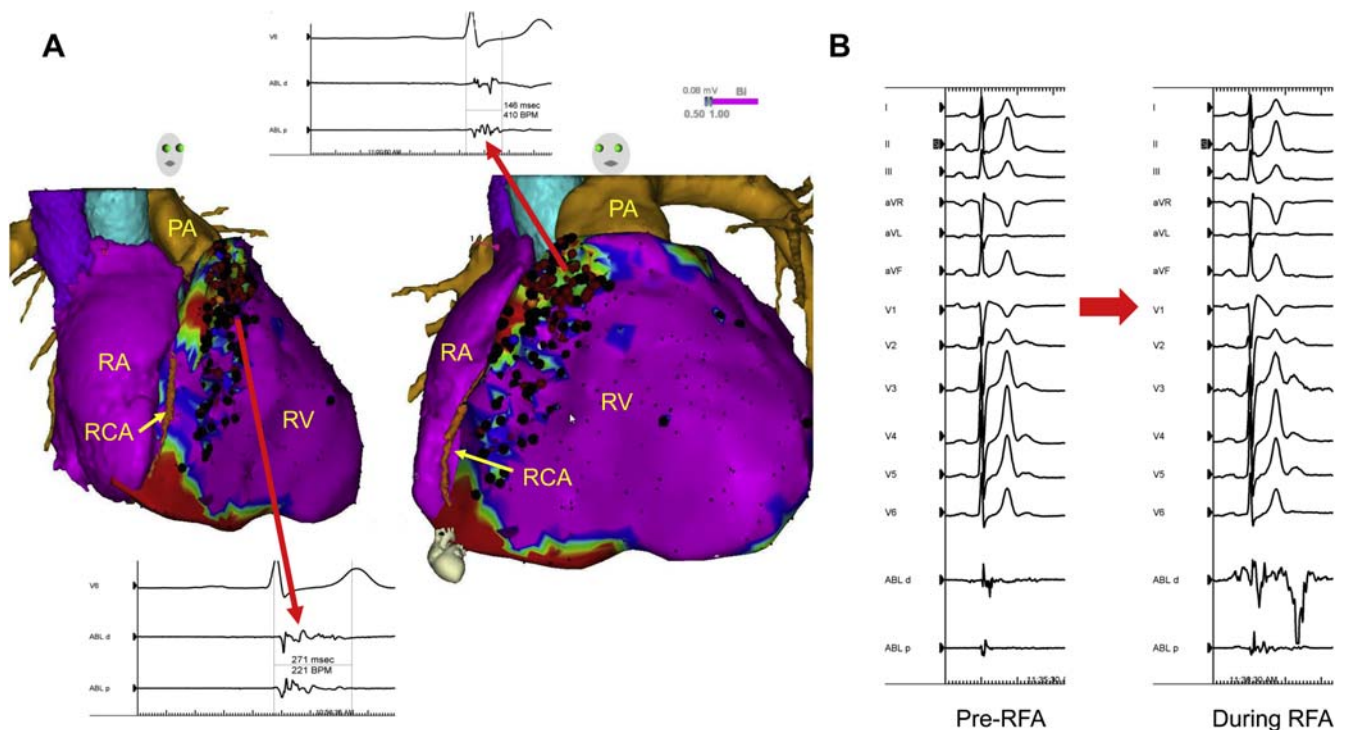 A
V6
ABL d
146 msec
410 BPM
ABL p
0.08 mV Bi
0.50 1.00
PA
RA
RCA
RV
PA
RA
RCA
RV
V6
ABL d
271 msec
221 BPM
ABL p
B
I
II
III
aVR
aVL
aVF
V1
V2
V3
V4
V5
V6
ABL d
ABL p
Pre-RFA
I
II
III
aVR
aVL
aVF
V1
V2
V3
V4
V5
V6
ABL d
ABL p
During RFA